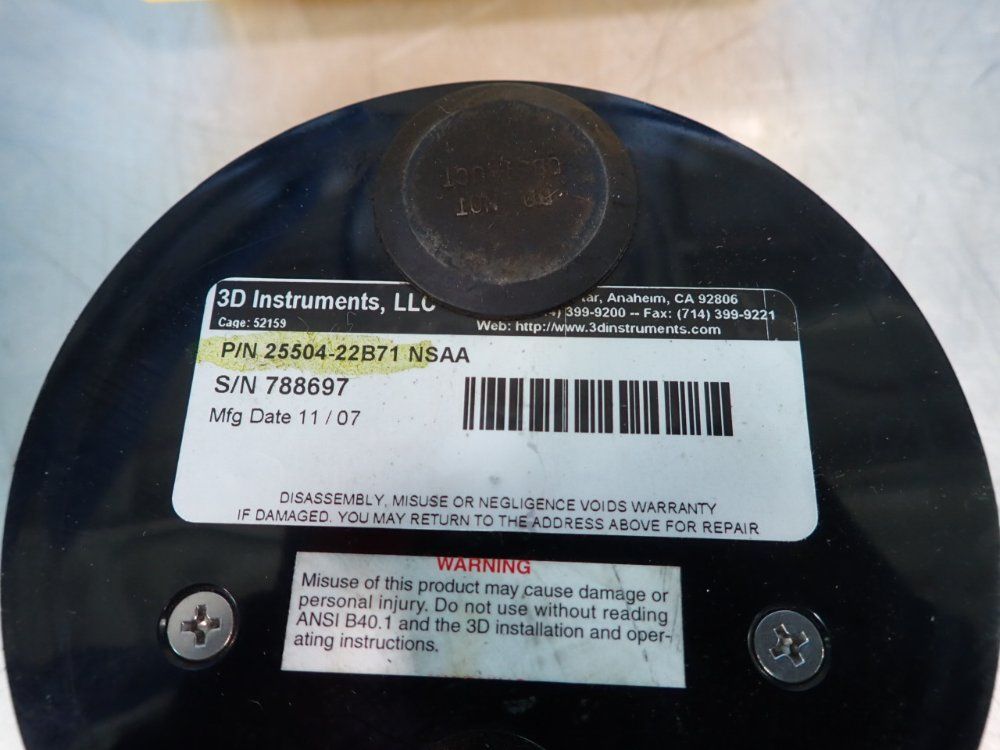 DO NOT
OBSTRUCT
3D Instruments, LLC
tar, Anaheim, CA 92806
4) 399-9200 -- Fax: (714) 399-9221
Cage: 52159
Web: http://www.3dinstruments.com
P/N 25504-22B71 NSAA
S/N 788697
Mfg Date 11 / 07
DISASSEMBLY, MISUSE OR NEGLIGENCE VOIDS WARRANTY
IF DAMAGED. YOU MAY RETURN TO THE ADDRESS ABOVE FOR REPAIR
WARNING
Misuse of this product may cause damage or
personal injury. Do not use without reading
ANSI B40.1 and the 3D installation and oper-
ating instructions.